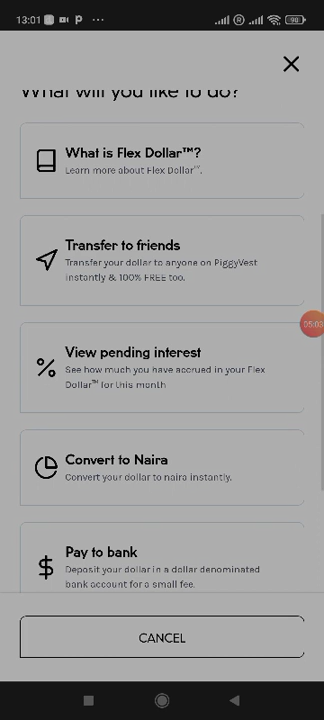 13:01 P ...
90
What will you like to do?
What is Flex Dollar™?
Learn more about Flex Dollar™.
Transfer to friends
Transfer your dollar to anyone on PiggyVest
instantly & 100% FREE too.
View pending interest
See how much you have accrued in your Flex
Dollar™ for this month
05:03
Convert to Naira
Convert your dollar to naira instantly.
Pay to bank
Deposit your dollar in a dollar denominated
bank account for a small fee.
CANCEL